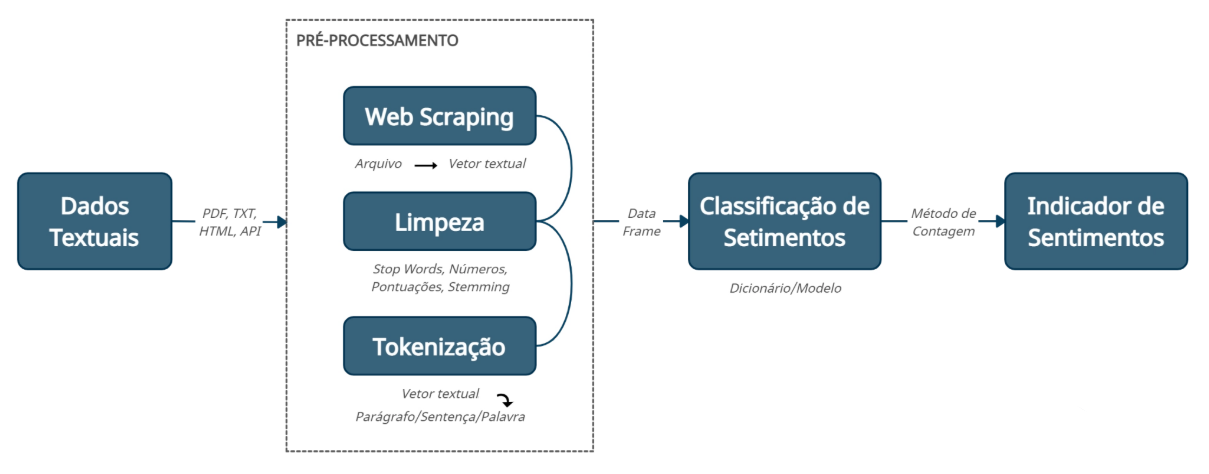 PRÉ-PROCESSAMENTO
Web Scraping
Arquivo → Vetor textual
Dados
Textuais
PDF, TXT,
HTML, API
Limpeza
Stop Words, Números,
Pontuações, Stemming
Tokenização
Vetor textual
Parágrafo/Sentença/Palavra
Data
Frame
Classificação de
Setimentos
Dicionário/Modelo
Método de
Contagem
Indicador de
Sentimentos